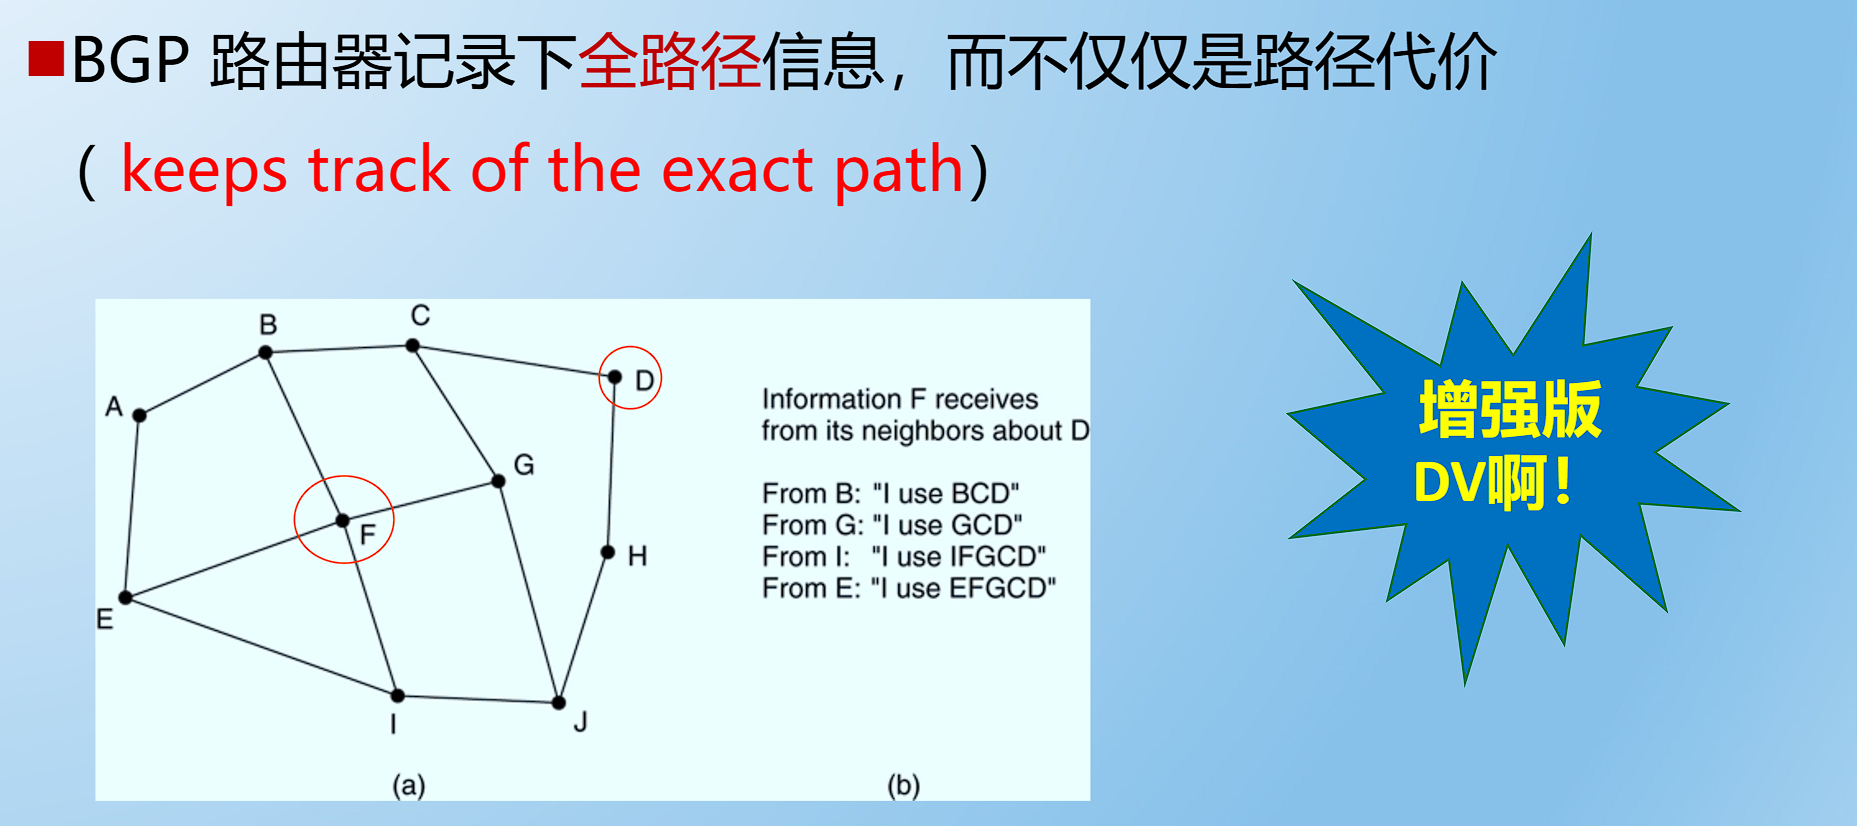 BGP 路由器记录下全路径信息，而不仅仅是路径代价
（ keeps track of the exact path）
A
B
C
D
E
F
G
H
I
J
(a)
Information F receives
from its neighbors about D
From B: "I use BCD"
From G: "I use GCD"
From I: "I use IFGCD"
From E: "I use EFGCD"
(b)
增强版
DV啊！